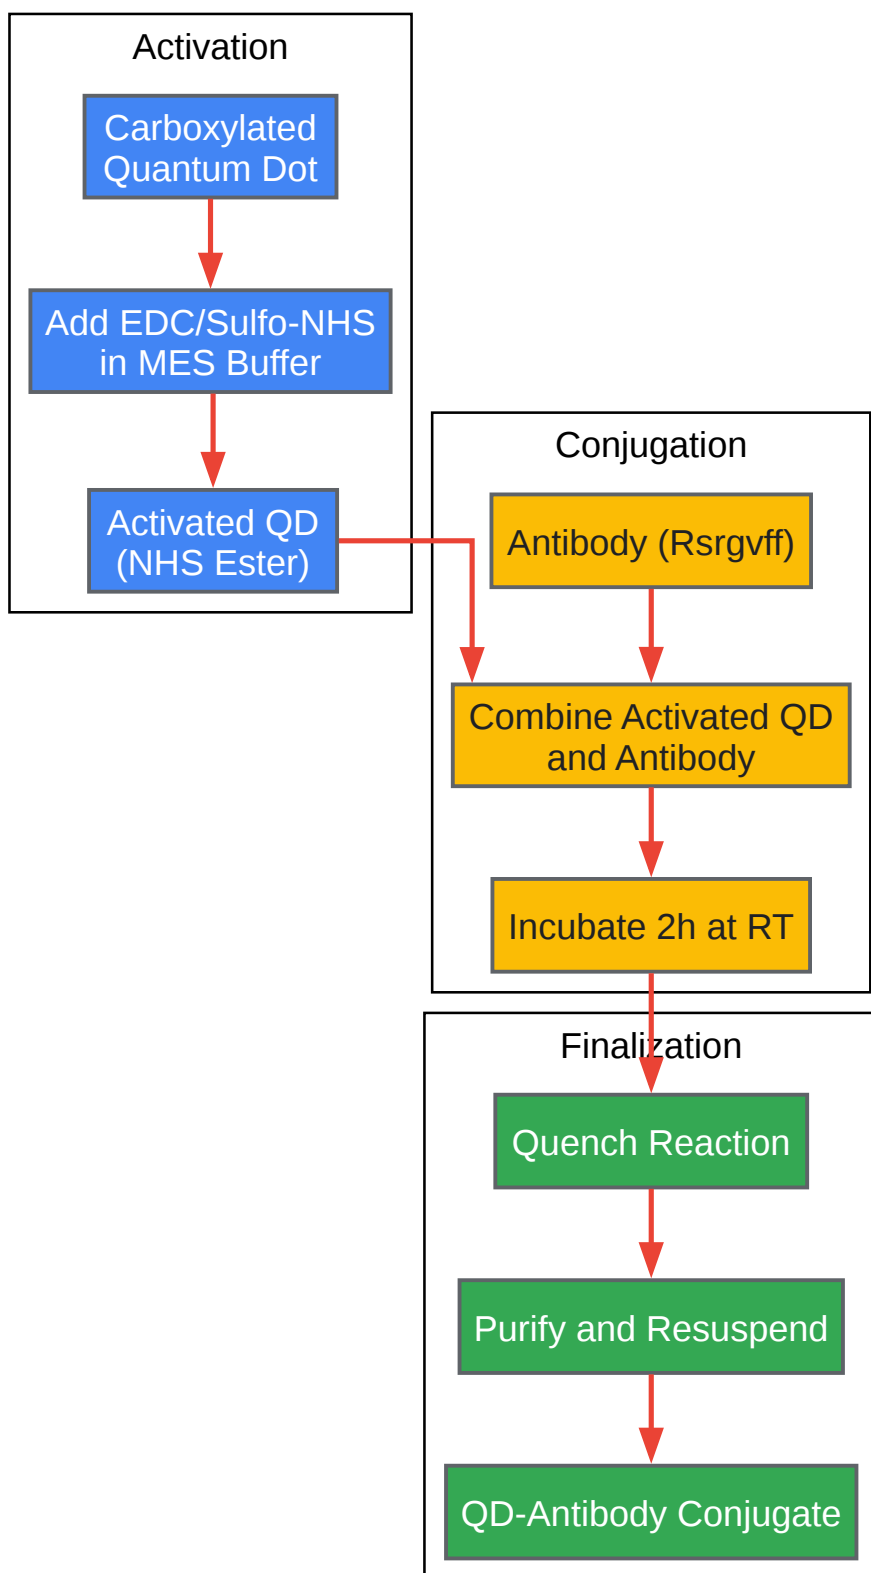 Activation
Carboxylated
Quantum Dot
Add EDC/Sulfo-NHS
in MES Buffer
Activated QD
(NHS Ester)
Conjugation
Antibody (Rsrgvff)
Combine Activated QD
and Antibody
Incubate 2h at RT
Finalization
Quench Reaction
Purify and Resuspend
QD-Antibody Conjugate